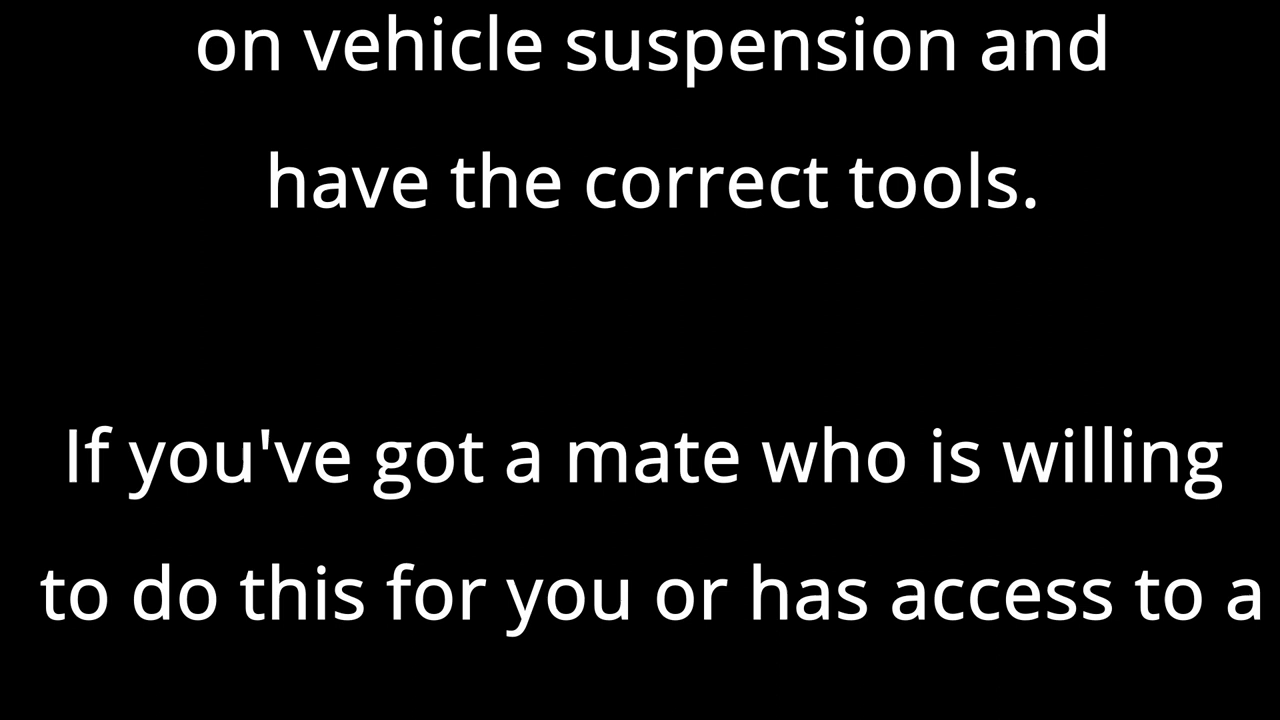 on vehicle suspension and
have the correct tools.
If you've got a mate who is willing
to do this for you or has access to a